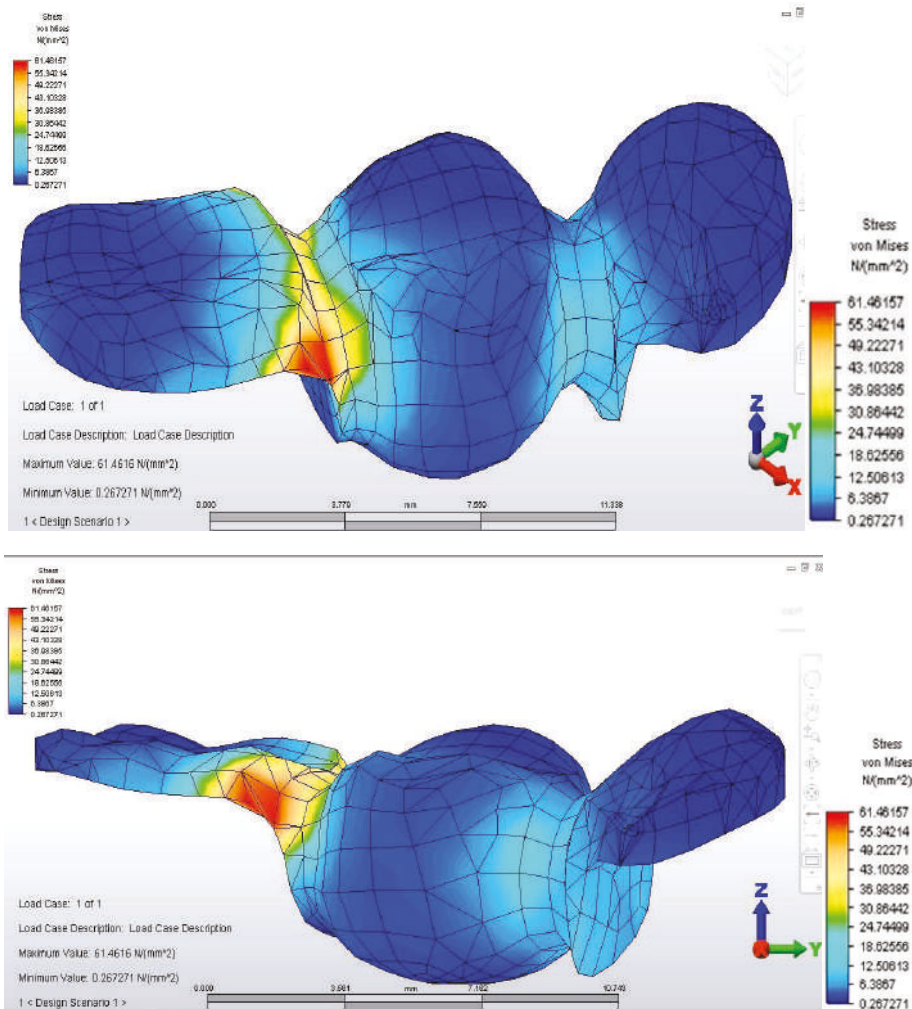 Stress
von Mises
N/(mm^2)
61.46157
55.34214
49.22271
43.10328
36.98385
30.86442
24.74499
18.62556
12.50613
6.3867
0.267271
Load Case: 1 of 1
Load Case Description: Load Case Description
Maximum Value: 61.4616 N/(mm^2)
Minimum Value: 0.267271 N/(mm^2)
1 < Design Scenario 1 >
0.000
mm
7.560
11.338
Z
Y
X
Stress
von Mises
N/(mm^2)
61.46157
55.34214
49.22271
43.10328
36.98385
30.86442
24.74499
18.62556
12.50613
6.3867
0.267271
Stress
von Mises
N/(mm^2)
61.46157
55.34214
49.22271
43.10328
36.98385
30.86442
24.74499
18.62556
12.50613
6.3867
0.267271
Load Case: 1 of 1
Load Case Description: Load Case Description
Maximum Value: 61.4616 N/(mm^2)
Minimum Value: 0.267271 N/(mm^2)
1 < Design Scenario 1 >
0.000
mm
10.743
Z
Y
Stress
von Mises
N/(mm^2)
61.46157
55.34214
49.22271
43.10328
36.98385
30.86442
24.74499
18.62556
12.50613
6.3867
0.267271